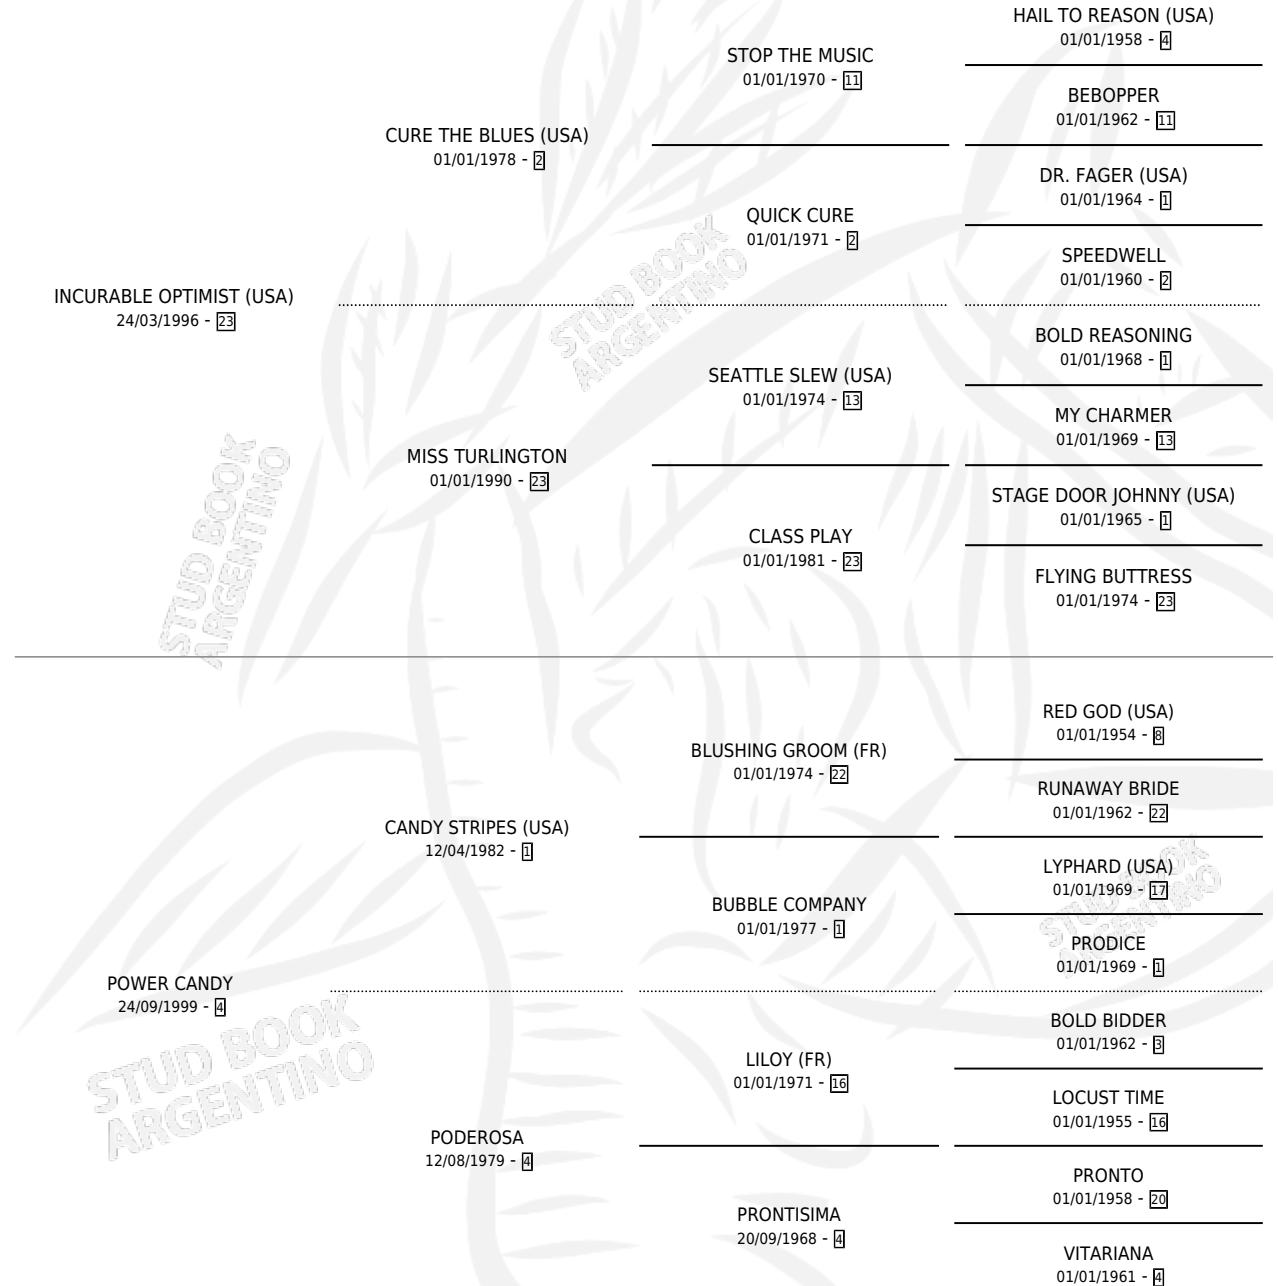 HAIL TO REASON (USA)
01/01/1958 - 4
STOP THE MUSIC
01/01/1970 - 11
BEBOPPER
01/01/1962 - 11
CURE THE BLUES (USA)
01/01/1978 - 2
DR. FAGER (USA)
01/01/1964 - 1
QUICK CURE
01/01/1971 - 2
SPEEDWELL
01/01/1960 - 2
INCURABLE OPTIMIST (USA)
24/03/1996 - 23
BOLD REASONING
01/01/1968 - 1
SEATTLE SLEW (USA)
01/01/1974 - 13
MY CHARMER
01/01/1969 - 13
MISS TURLINGTON
01/01/1990 - 23
STAGE DOOR JOHNNY (USA)
01/01/1965 - 1
CLASS PLAY
01/01/1981 - 23
FLYING BUTTRESS
01/01/1974 - 23
RED GOD (USA)
01/01/1954 - 8
BLUSHING GROOM (FR)
01/01/1974 - 22
RUNAWAY BRIDE
01/01/1962 - 22
CANDY STRIPES (USA)
12/04/1982 - 1
LYPHARD (USA)
01/01/1969 - 17
BUBBLE COMPANY
01/01/1977 - 1
PRODICE
01/01/1969 - 1
POWER CANDY
24/09/1999 - 4
BOLD BIDDER
01/01/1962 - 3
LILOY (FR)
01/01/1971 - 16
LOCUST TIME
01/01/1955 - 16
PODEROSA
12/08/1979 - 4
PRONTO
01/01/1958 - 20
PRONTISIMA
20/09/1968 - 4
VITARIANA
01/01/1961 - 4
STUD BOOK
ARGENTINO
STUD BOOK
ARGENTINO
STUD BOOK
ARGENTINO
STUD BOOK
ARGENTINO